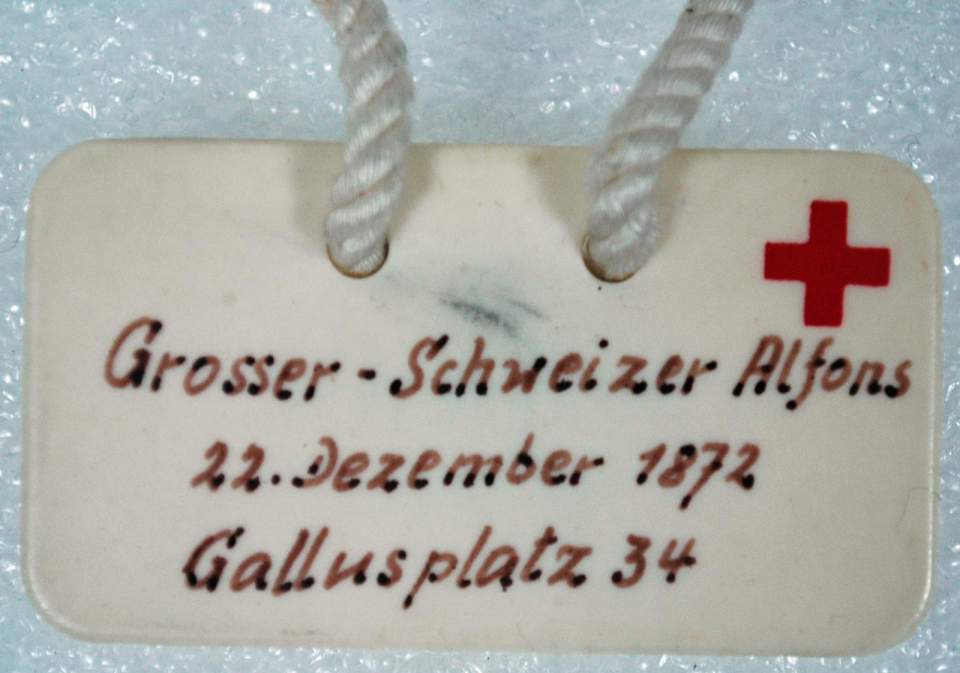 Grosser-Schweizer Alfons
22. Dezember 1872
Gallusplatz 34